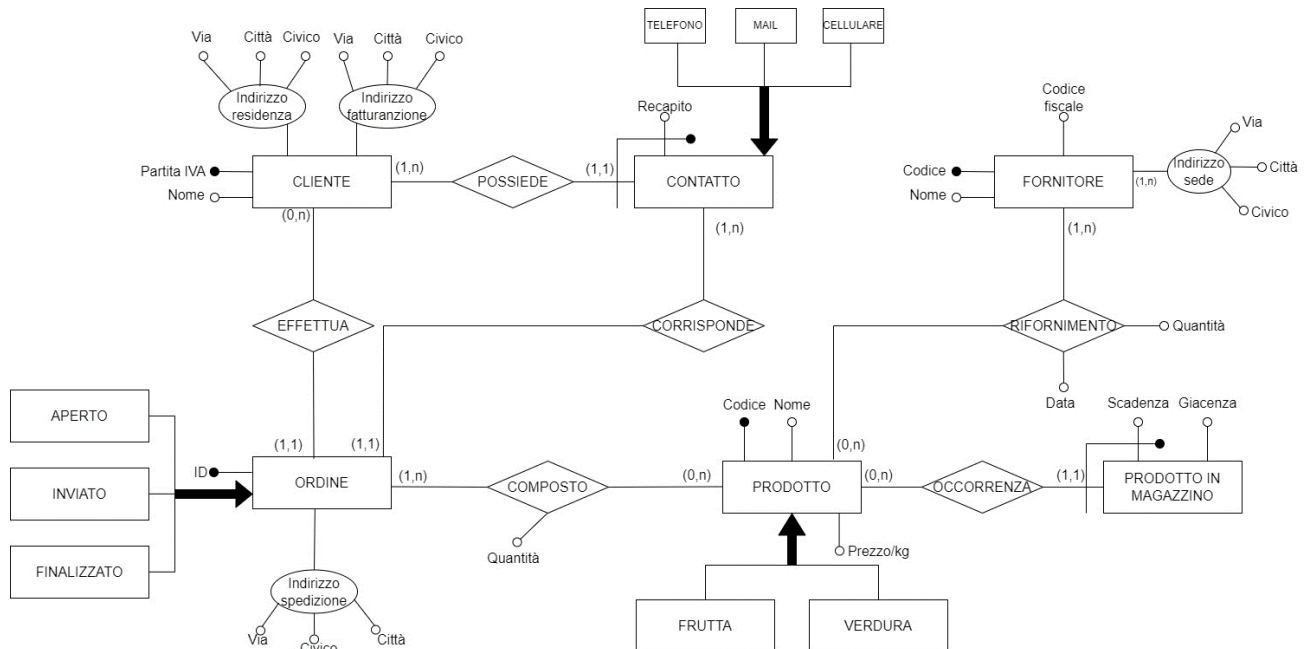 TELEFONO
MAIL
CELLULARE
Via
Città
Civico
Via
Città
Civico
Indirizzo
residenza
Indirizzo
fatturanzione
Recapito
Codice
fiscale
Via
Partita IVA
CLIENTE
(1,n)
POSSIEDE
(1,1)
CONTATTO
Codice
FORNITORE
(1,n)
Indirizzo
sede
Città
Nome
Nome
Civico
(0,n)
(1,n)
(1,n)
EFFETTUA
CORRISPONDE
RIFORNIMENTO
Quantità
Data
APERTO
Codice
Nome
Scadenza
Giacenza
(1,1)
(1,1)
(0,n)
ID
ORDINE
(1,n)
COMPOSTO
(0,n)
PRODOTTO
(0,n)
OCCORRENZA
(1,1)
PRODOTTO IN
MAGAZZINO
INVIATO
Quantità
Prezzo/kg
FINALIZZATO
Indirizzo
spedizione
Via
Civico
Città
FRUTTA
VERDURA